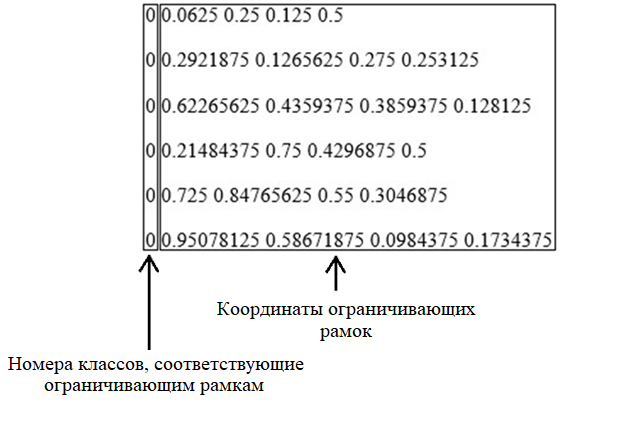 0 0.0625 0.25 0.125 0.5
0 0.2921875 0.1265625 0.275 0.253125
0 0.62265625 0.4359375 0.3859375 0.128125
0 0.21484375 0.75 0.4296875 0.5
0 0.725 0.84765625 0.55 0.3046875
0 0.95078125 0.58671875 0.0984375 0.1734375
Координаты ограничивающих
рамок
Номера классов, соответствующие
ограничивающим рамкам